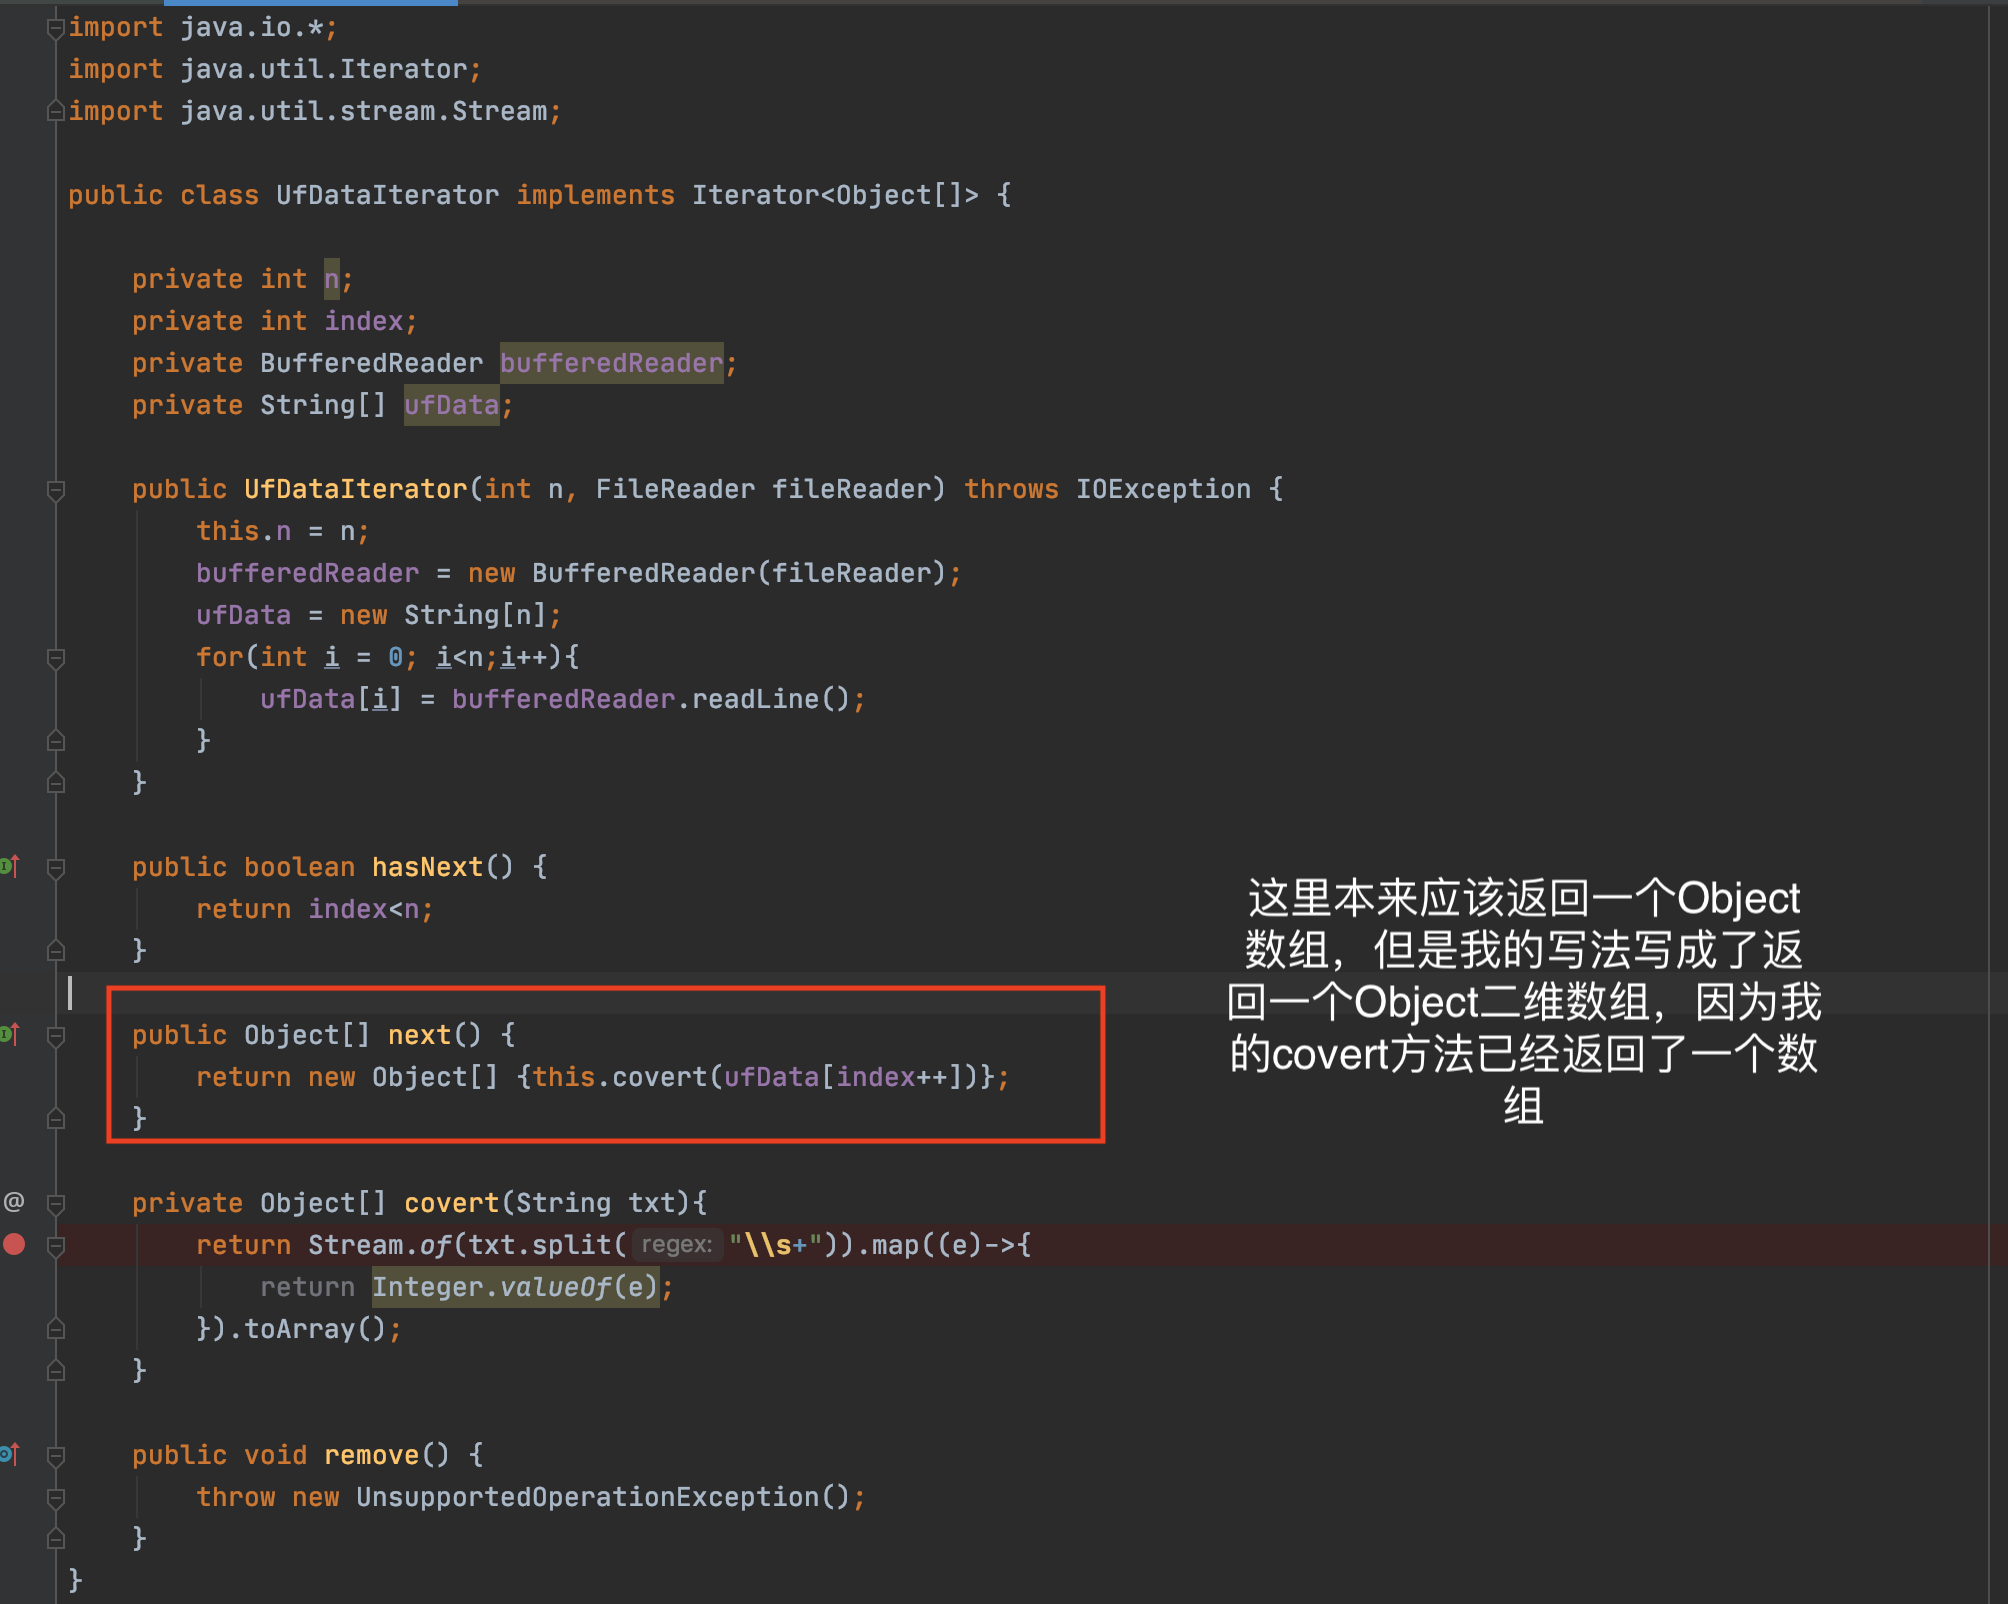 import java.io.*;
import java.util.Iterator;
import java.util.stream.Stream;
public class UfDataIterator implements Iterator<Object[]> {
private int n;
private int index;
private BufferedReader bufferedReader;
private String[] ufData;
public UfDataIterator(int n, FileReader fileReader) throws IOException {
this.n = n;
bufferedReader = new BufferedReader(fileReader);
ufData = new String[n];
for(int i = 0; i<n;i++){
ufData[i] = bufferedReader.readLine();
}
}
public boolean hasNext() {
return index<n;
}
public Object[] next() {
return new Object[] {this.covert(ufData[index++])};
}
这里本来应该返回一个Object
数组，但是我的写法写成了返
回一个Object二维数组，因为我
的covert方法已经返回了一个数
组
@
private Object[] covert(String txt){
return Stream.of(txt.split( regex: "\\s+")).map((e)->{
return Integer.valueOf(e);
}).toArray();
}
public void remove() {
throw new UnsupportedOperationException();
}
}